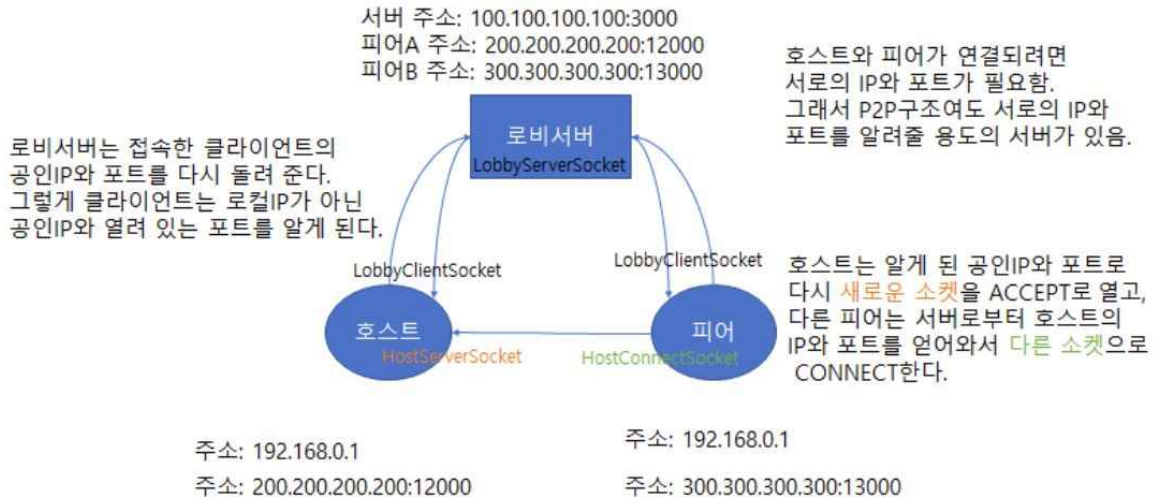 서버 주소: 100.100.100.100:3000
피어A 주소: 200.200.200.200:12000
피어B 주소: 300.300.300.300:13000
호스트와 피어가 연결되려면
서로의 IP와 포트가 필요함.
그래서 P2P구조여도 서로의 IP와
포트를 알려줄 용도의 서버가 있음.
로비서버
LobbyServerSocket
로비서버는 접속한 클라이언트의
공인IP와 포트를 다시 돌려 준다.
그렇게 클라이언트는 로컬IP가 아닌
공인IP와 열려 있는 포트를 알게 된다.
LobbyClientSocket
LobbyClientSocket
호스트는 알게 된 공인IP와 포트로
다시 새로운 소켓을 ACCEPT로 열고,
다른 피어는 서버로부터 호스트의
IP와 포트를 얻어와서 다른 소켓으로
CONNECT한다.
호스트
HostServerSocket
피어
HostConnectSocket
주소: 192.168.0.1
주소: 200.200.200.200:12000
주소: 192.168.0.1
주소: 300.300.300.300:13000